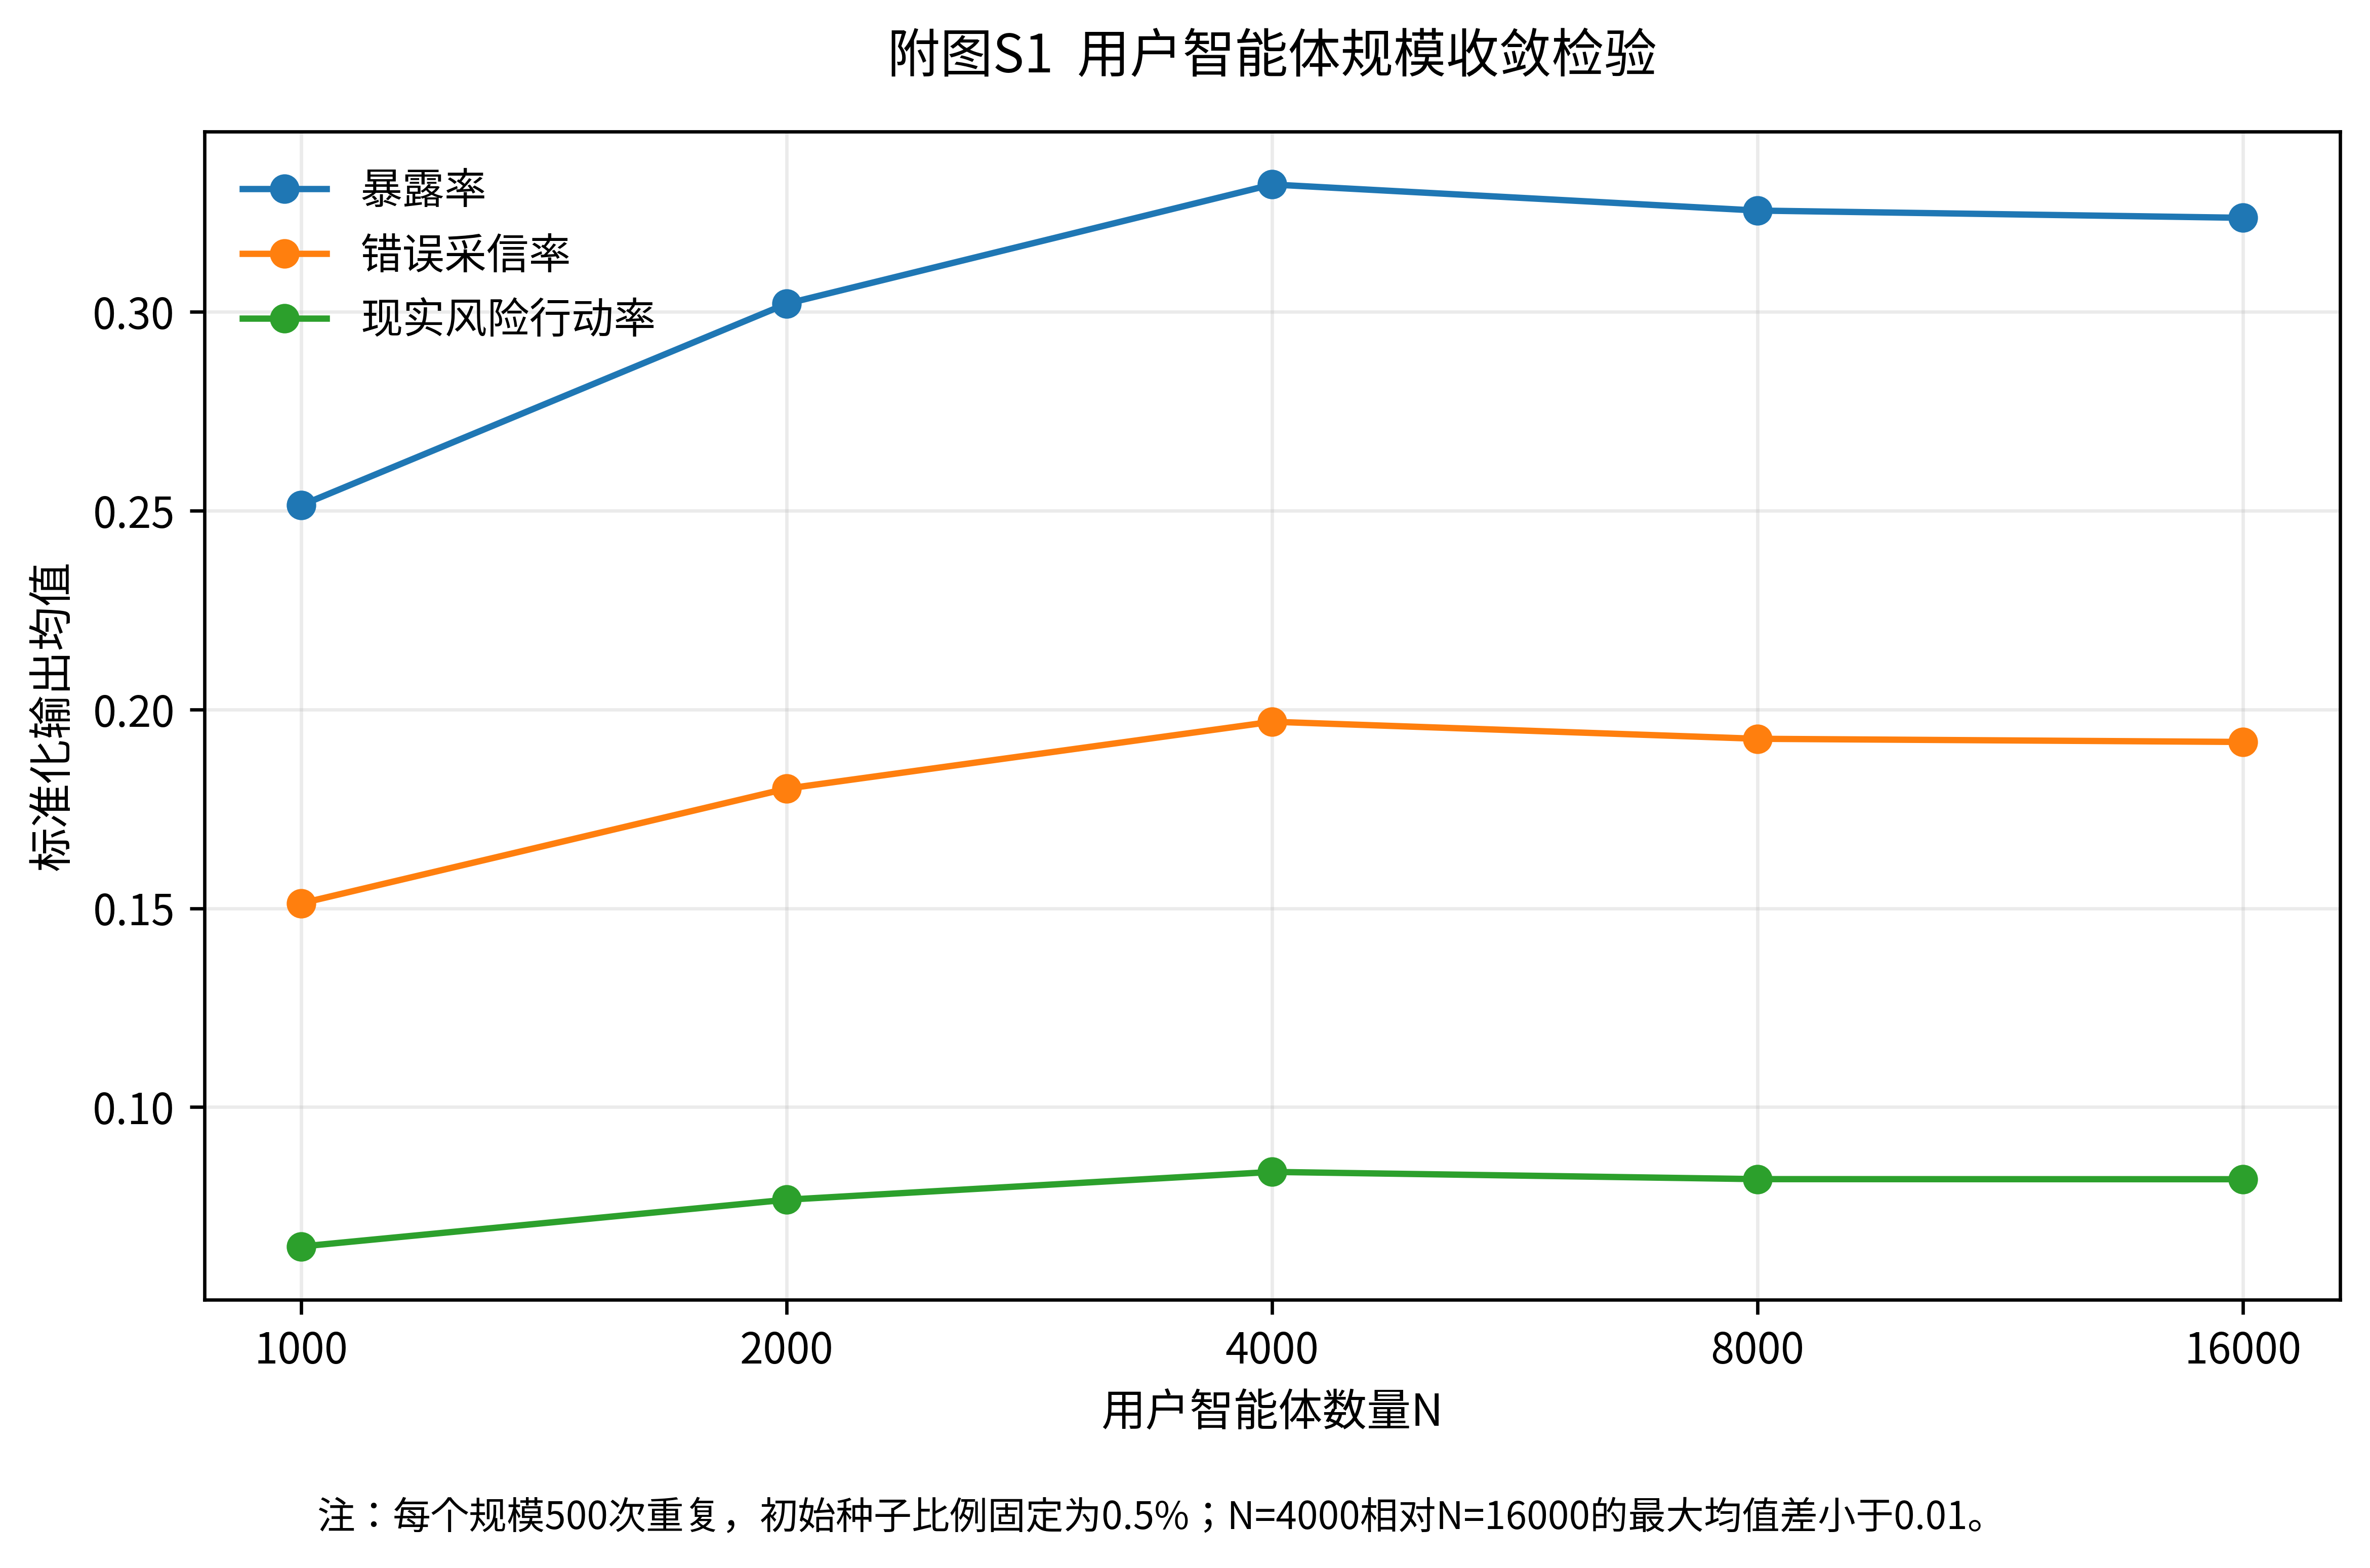 附图S1 用户智能体规模收敛检验
暴露率
错误采信率
现实风险行动率
标准化输出均值
0.30
0.25
0.20
0.15
0.10
1000 2000 4000 8000 16000
用户智能体数量N
注：每个规模500次重复，初始种子比例固定为0.5%；N=4000相对N=16000的最大均值差小于0.01。